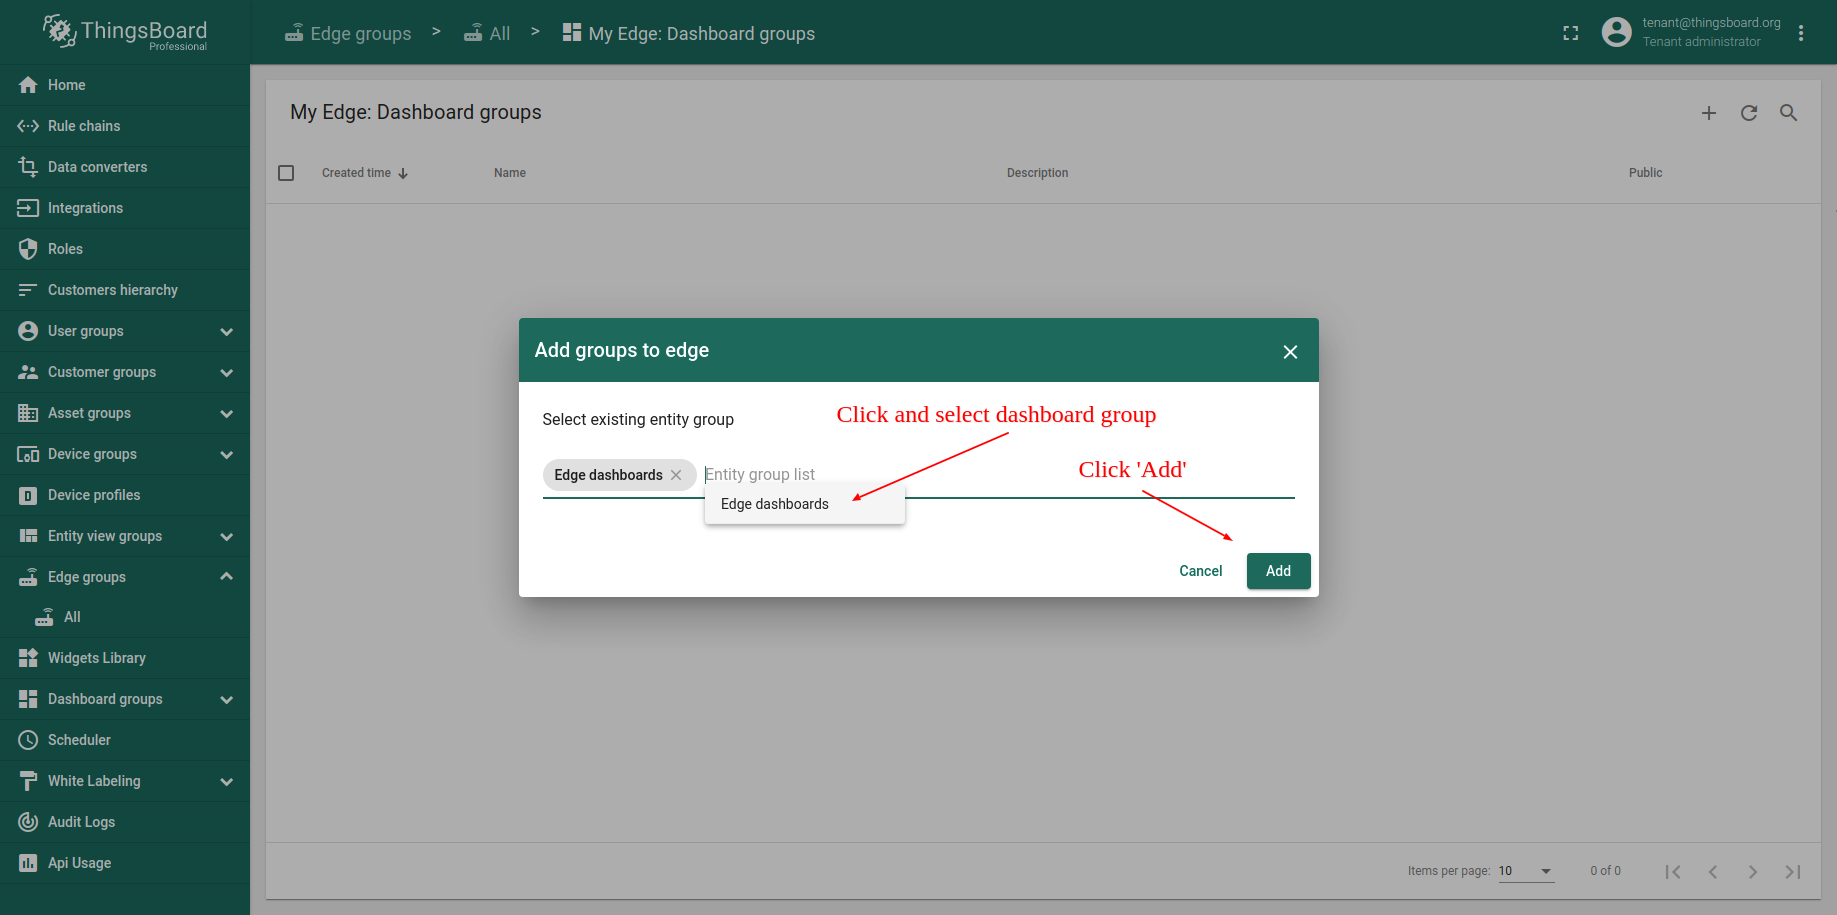 ThingsBoard
Professional
Edge groups > All > My Edge: Dashboard groups
tenant@thingsboard.org
Tenant administrator
Home
Rule chains
Data converters
Integrations
Roles
Customers hierarchy
User groups
Customer groups
Asset groups
Device groups
Device profiles
Entity view groups
Edge groups
All
Widgets Library
Dashboard groups
Scheduler
White Labeling
Audit Logs
Api Usage
My Edge: Dashboard groups
Created time Name Description Public
Add groups to edge
Select existing entity group
Click and select dashboard group
Edge dashboards Entity group list
Click 'Add'
Edge dashboards
Cancel Add
Items per page: 10 0 of 0